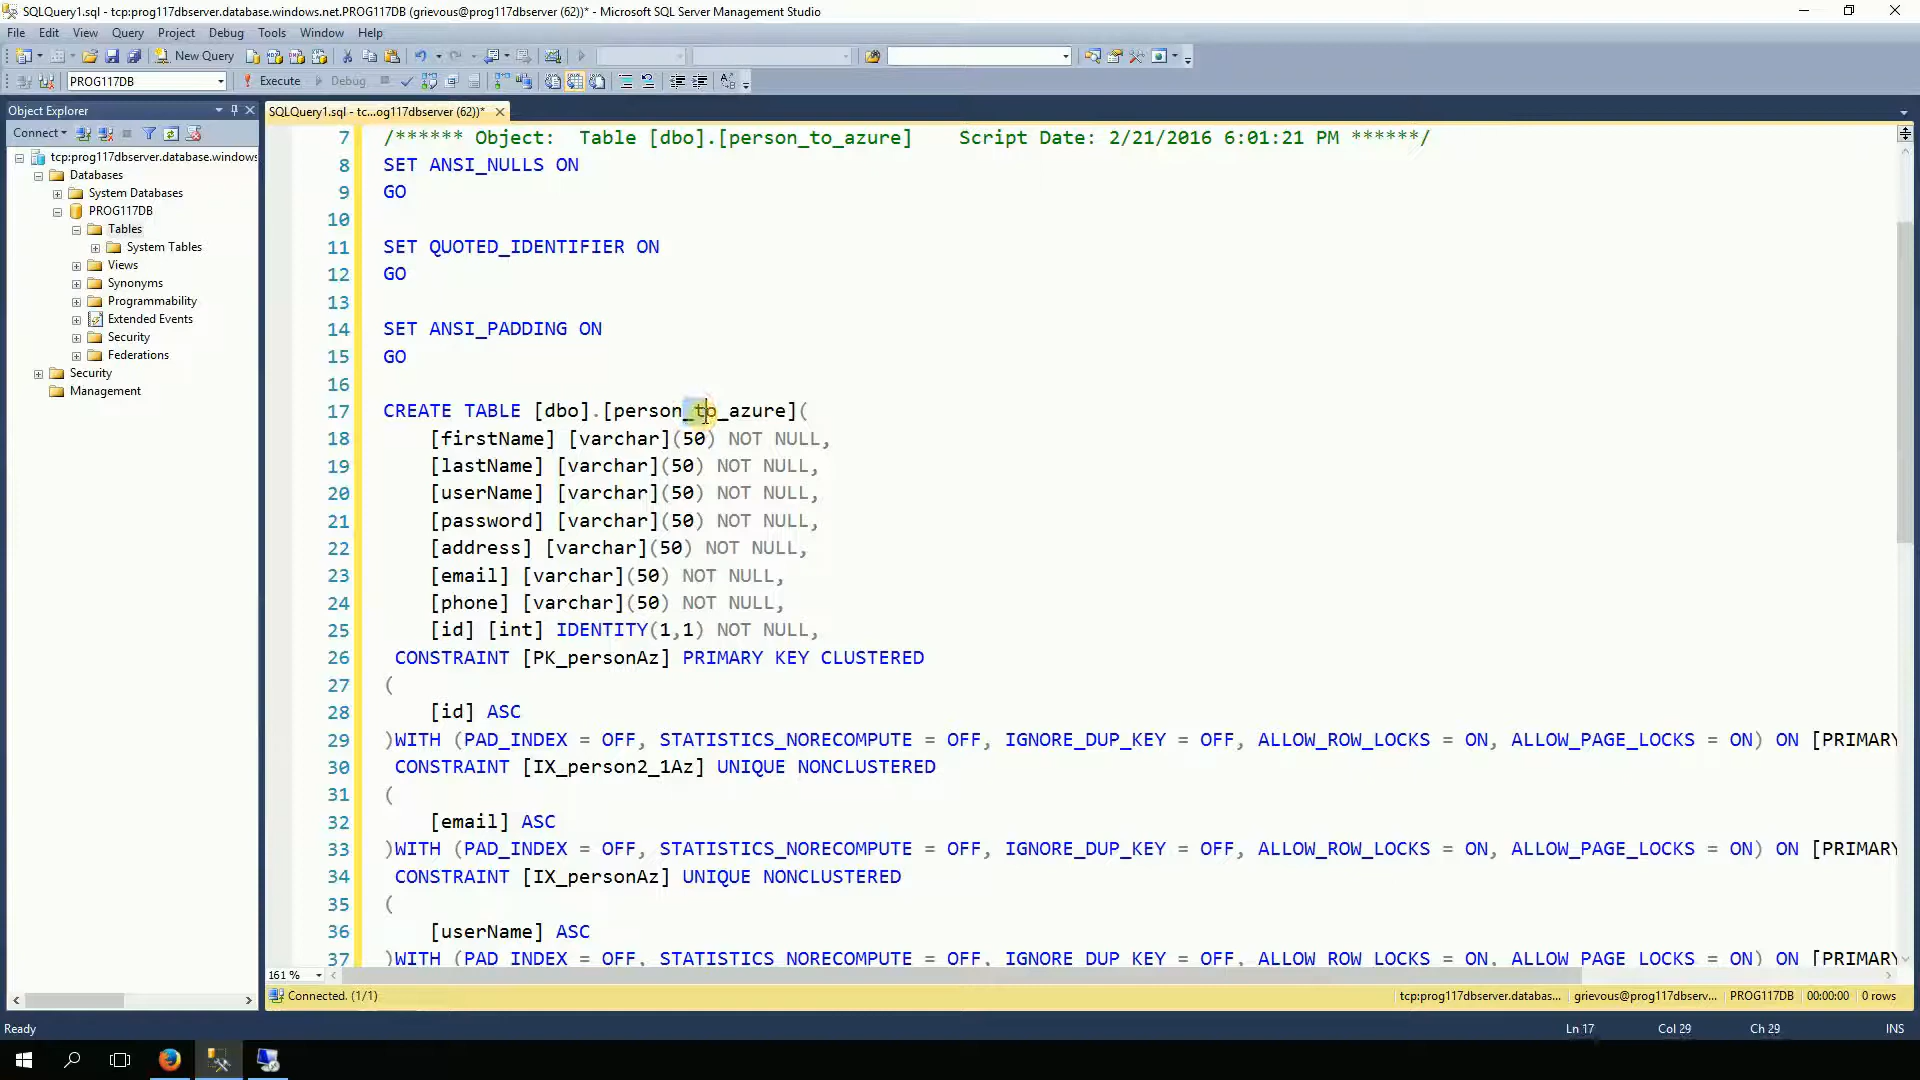 SQLQuery1.sql - tcp:prog117dbserver.database.windows.net.PROG117DB (grievous@prog117dbserver (62))* - Microsoft SQL Server Management Studio
File Edit View Query Project Debug Tools Window Help
New Query
PROG117DB Execute Debug
Object Explorer
SQLQuery1.sql - tc...og117dbserver (62))*
Connect
tcp:prog117dbserver.database.windows
Databases
System Databases
PROG117DB
Tables
System Tables
Views
Synonyms
Programmability
Extended Events
Security
Federations
Security
Management
7 /****** Object:  Table [dbo].[person_to_azure]    Script Date: 2/21/2016 6:01:21 PM ******/
8 SET ANSI_NULLS ON
9 GO
10
11 SET QUOTED_IDENTIFIER ON
12 GO
13
14 SET ANSI_PADDING ON
15 GO
16
17 CREATE TABLE [dbo].[person_to_azure](
18 [firstName] [varchar](50) NOT NULL,
19 [lastName] [varchar](50) NOT NULL,
20 [userName] [varchar](50) NOT NULL,
21 [password] [varchar](50) NOT NULL,
22 [address] [varchar](50) NOT NULL,
23 [email] [varchar](50) NOT NULL,
24 [phone] [varchar](50) NOT NULL,
25 [id] [int] IDENTITY(1,1) NOT NULL,
26 CONSTRAINT [PK_personAz] PRIMARY KEY CLUSTERED
27 (
28 [id] ASC
29 )WITH (PAD_INDEX = OFF, STATISTICS_NORECOMPUTE = OFF, IGNORE_DUP_KEY = OFF, ALLOW_ROW_LOCKS = ON, ALLOW_PAGE_LOCKS = ON) ON [PRIMARY
30 CONSTRAINT [IX_person2_1Az] UNIQUE NONCLUSTERED
31 (
32 [email] ASC
33 )WITH (PAD_INDEX = OFF, STATISTICS_NORECOMPUTE = OFF, IGNORE_DUP_KEY = OFF, ALLOW_ROW_LOCKS = ON, ALLOW_PAGE_LOCKS = ON) ON [PRIMARY
34 CONSTRAINT [IX_personAz] UNIQUE NONCLUSTERED
35 (
36 [userName] ASC
37 )WITH (PAD_INDEX = OFF, STATISTICS_NORECOMPUTE = OFF, IGNORE_DUP_KEY = OFF, ALLOW_ROW_LOCKS = ON, ALLOW_PAGE_LOCKS = ON) ON [PRIMARY
161 %
Connected. (1/1) tcp:prog117dbserver.databas... grievous@prog117dbserv... PROG117DB 00:00:00 0 rows
Ready Ln 17 Col 29 Ch 29 INS